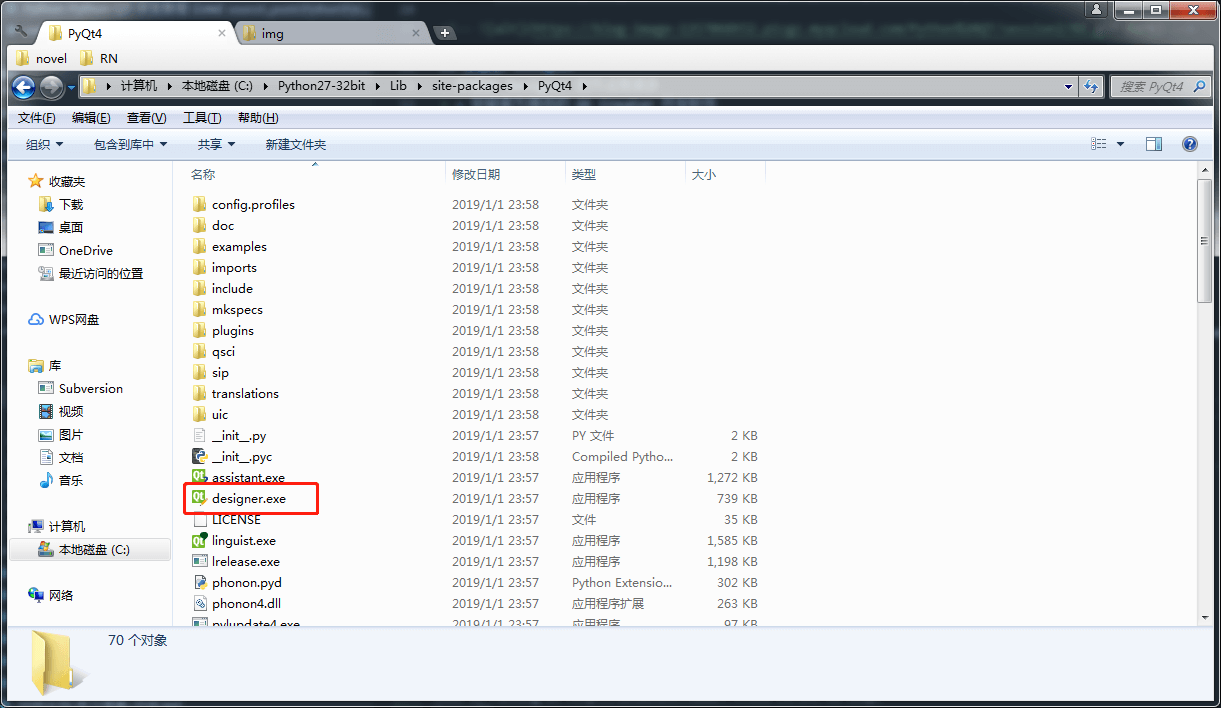 PyQt4 img
novel RN
计算机 本地磁盘 (C:) Python27-32bit Lib site-packages PyQt4 搜索 PyQt4
文件(F) 编辑(E) 查看(V) 工具(T) 帮助(H)
组织 包含到库中 共享 新建文件夹
收藏夹
下载
桌面
OneDrive
最近访问的位置
WPS网盘
库
Subversion
视频
图片
文档
音乐
计算机
本地磁盘 (C:)
网络
名称 修改日期 类型 大小
config.profiles 2019/1/1 23:58 文件夹
doc 2019/1/1 23:58 文件夹
examples 2019/1/1 23:58 文件夹
imports 2019/1/1 23:58 文件夹
include 2019/1/1 23:58 文件夹
mkspecs 2019/1/1 23:58 文件夹
plugins 2019/1/1 23:58 文件夹
qsci 2019/1/1 23:58 文件夹
sip 2019/1/1 23:58 文件夹
translations 2019/1/1 23:58 文件夹
uic 2019/1/1 23:58 文件夹
__init__.py 2019/1/1 23:57 PY 文件 2 KB
__init__.pyc 2019/1/1 23:58 Compiled Pytho... 2 KB
assistant.exe 2019/1/1 23:57 应用程序 1,272 KB
designer.exe 2019/1/1 23:57 应用程序 739 KB
LICENSE 2019/1/1 23:57 文件 35 KB
linguist.exe 2019/1/1 23:57 应用程序 1,585 KB
lrelease.exe 2019/1/1 23:57 应用程序 1,198 KB
phonon.pyd 2019/1/1 23:57 Python Extensio... 302 KB
phonon4.dll 2019/1/1 23:57 应用程序扩展 263 KB
pylupdate4.exe 2019/1/1 23:57 应用程序 97 KB
70 个对象